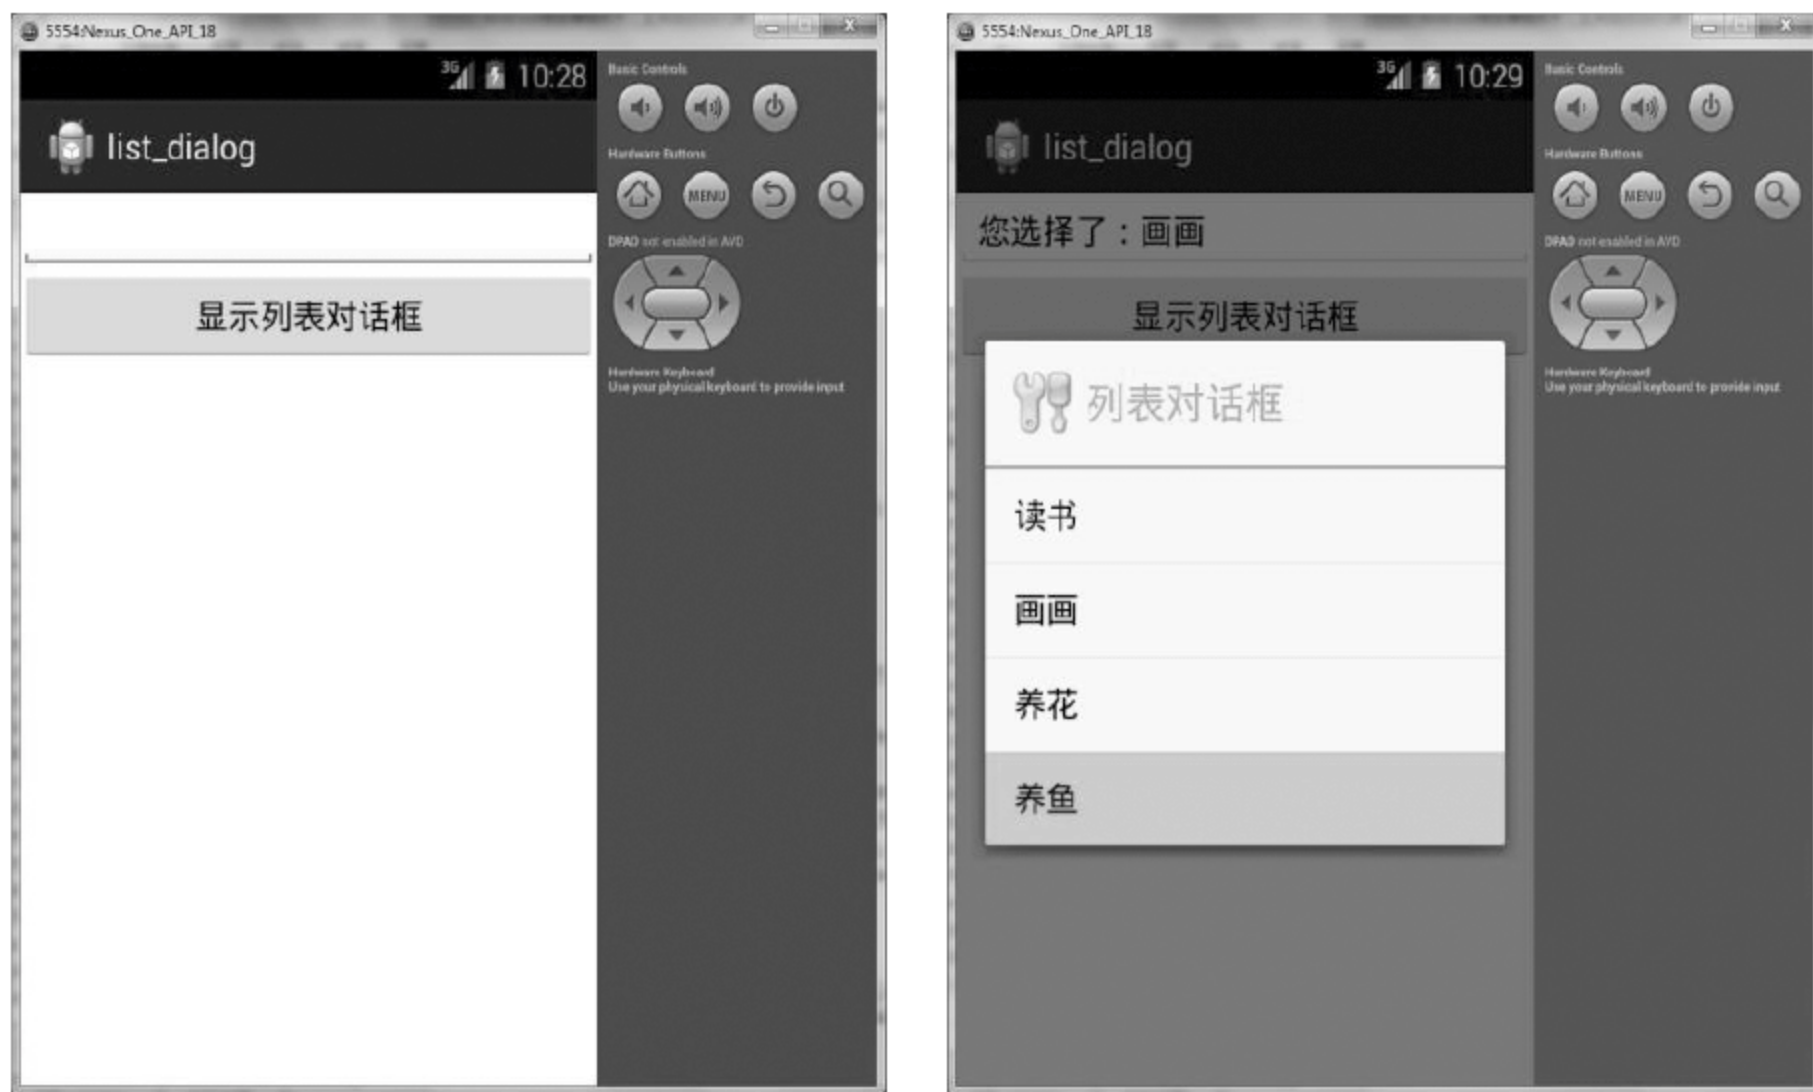 5554:Nexus_One_API_18
3G 10:28
list_dialog
显示列表对话框
Basic Controls
Hardware Buttons
MENU
DPAD not enabled in AVD
Hardware Keyboard
Use your physical keyboard to provide input
5554:Nexus_One_API_18
3G 10:29
list_dialog
您选择了：画画
显示列表对话框
列表对话框
读书
画画
养花
养鱼
Basic Controls
Hardware Buttons
MENU
DPAD not enabled in AVD
Hardware Keyboard
Use your physical keyboard to provide input